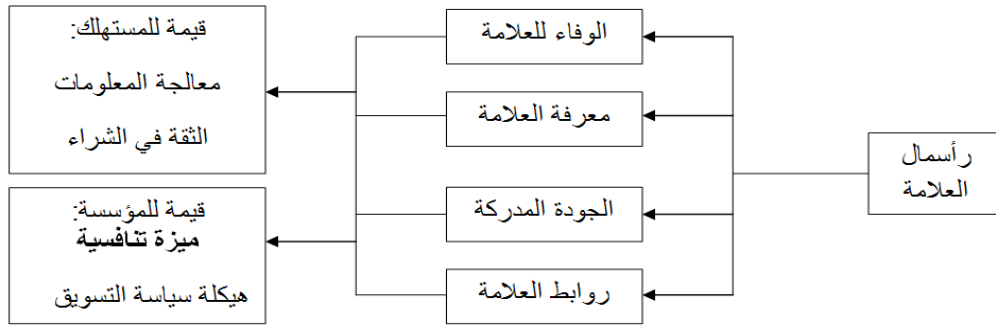 رأسمال
العلامة
الوفاء للعلامة
معرفة العلامة
الجودة المدركة
روابط العلامة
قيمة للمستهلك:
معالجة المعلومات
الثقة في الشراء
قيمة للمؤسسة:
ميزة تنافسية
هيكلة سياسة التسويق